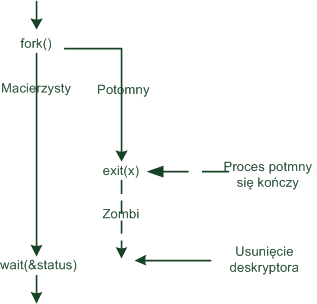 fork()
Macierzysty
Potomny
exit(x)
Proces potmny
się kończy
Zombi
wait(&status)
Usunięcie
deskryptora